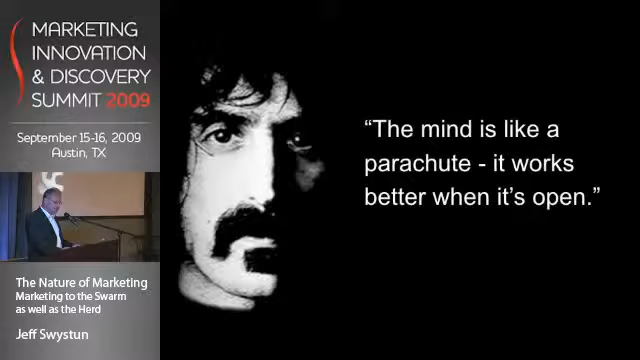 MARKETING
INNOVATION
& DISCOVERY
SUMMIT 2009
September 15-16, 2009
Austin, TX
The Nature of Marketing
Marketing to the Swarm
as well as the Herd
Jeff Swystun
“The mind is like a
parachute - it works
better when it’s open.”